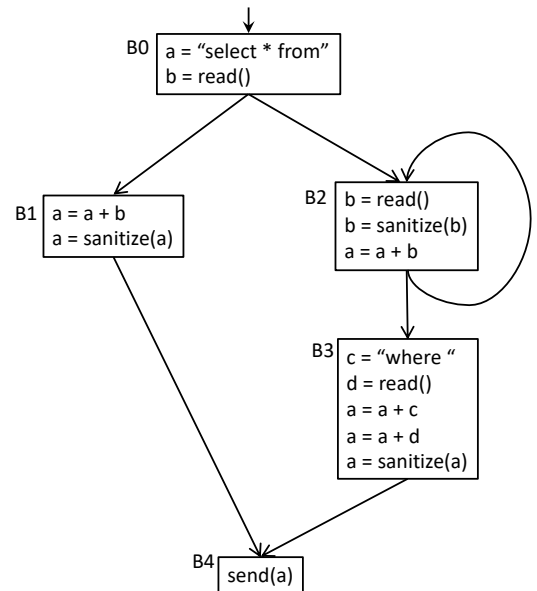 B0
a = “select * from”
b = read()
B1
a = a + b
a = sanitize(a)
B2
b = read()
b = sanitize(b)
a = a + b
B3
c = “where “
d = read()
a = a + c
a = a + d
a = sanitize(a)
B4
send(a)